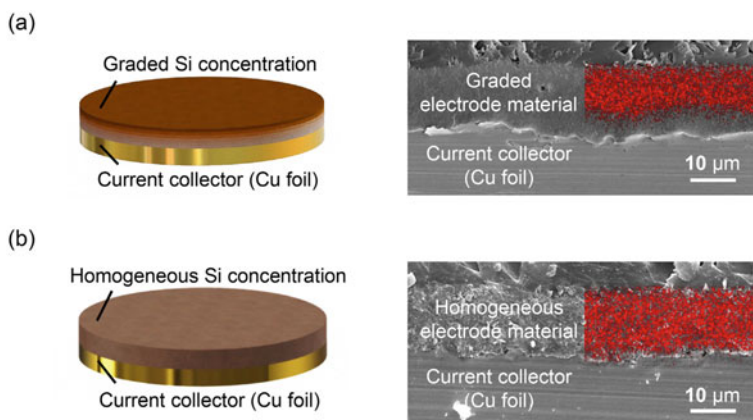 (a)
Graded Si concentration
Current collector (Cu foil)
Graded
electrode material
Current collector
(Cu foil)
10 μm
(b)
Homogeneous Si concentration
Current collector (Cu foil)
Homogeneous
electrode material
Current collector
(Cu foil)
10 μm